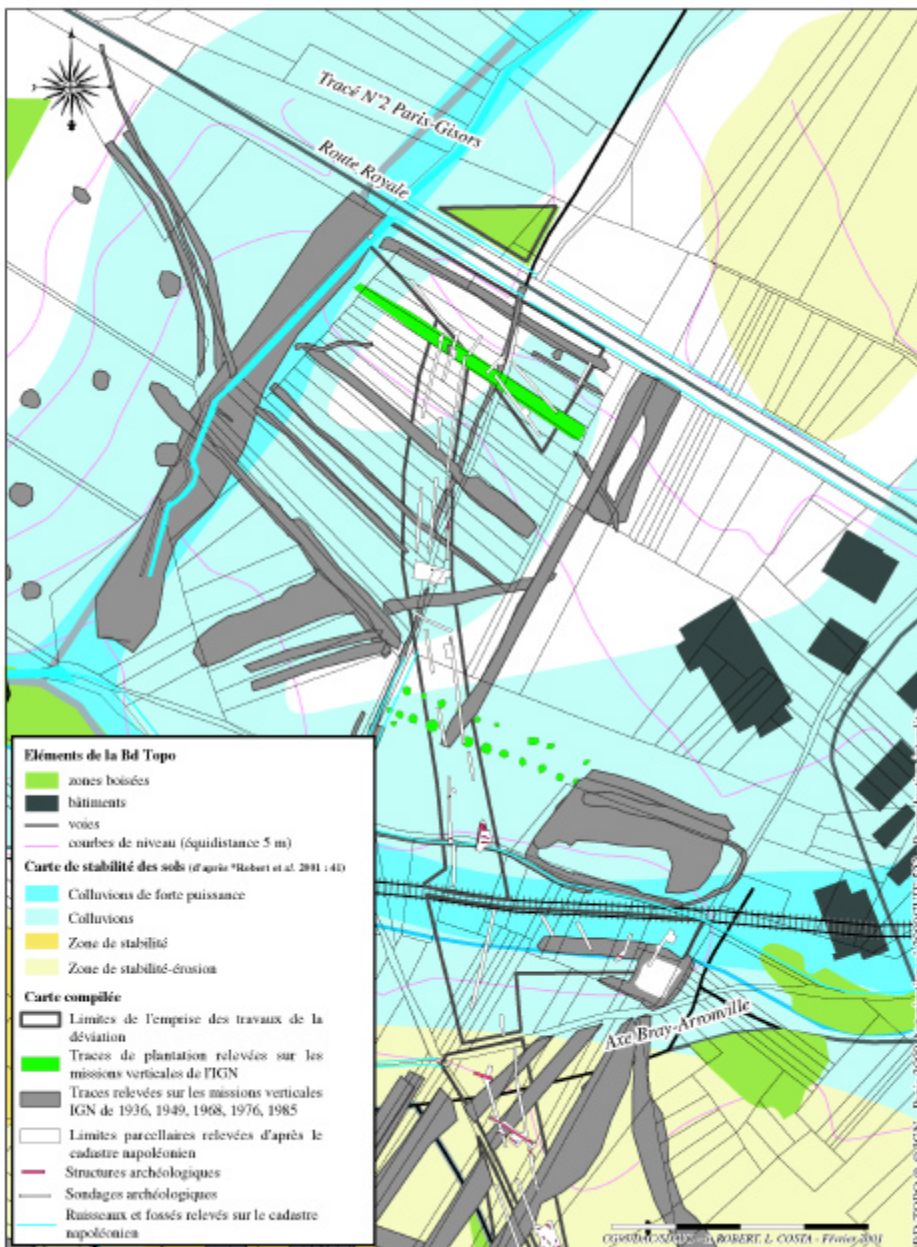 Tracé N°2 Paris-Gisors
Route Royale
Axe Bray-Arronville
Eléments de la Bd Topo
zones boisées
bâtiments
voies
courbes de niveau (équidistance 5 m)
Carte de stabilité des sols (d'après *Robert et al. 2001 : 41)
Colluvions de forte puissance
Colluvions
Zone de stabilité
Zone de stabilité-érosion
Carte compilée
Limites de l'emprise des travaux de la
déviation
Traces de plantation relevées sur les
missions verticales de l'IGN
Traces relevées sur les missions verticales
IGN de 1936, 1949, 1968, 1976, 1985
Limites parcellaires relevées d'après le
cadastre napoléonien
Structures archéologiques
Sondages archéologiques
Ruisseaux et fossés relevés sur le cadastre
napoléonien
ROBERT, L. COSTA - Février 2001